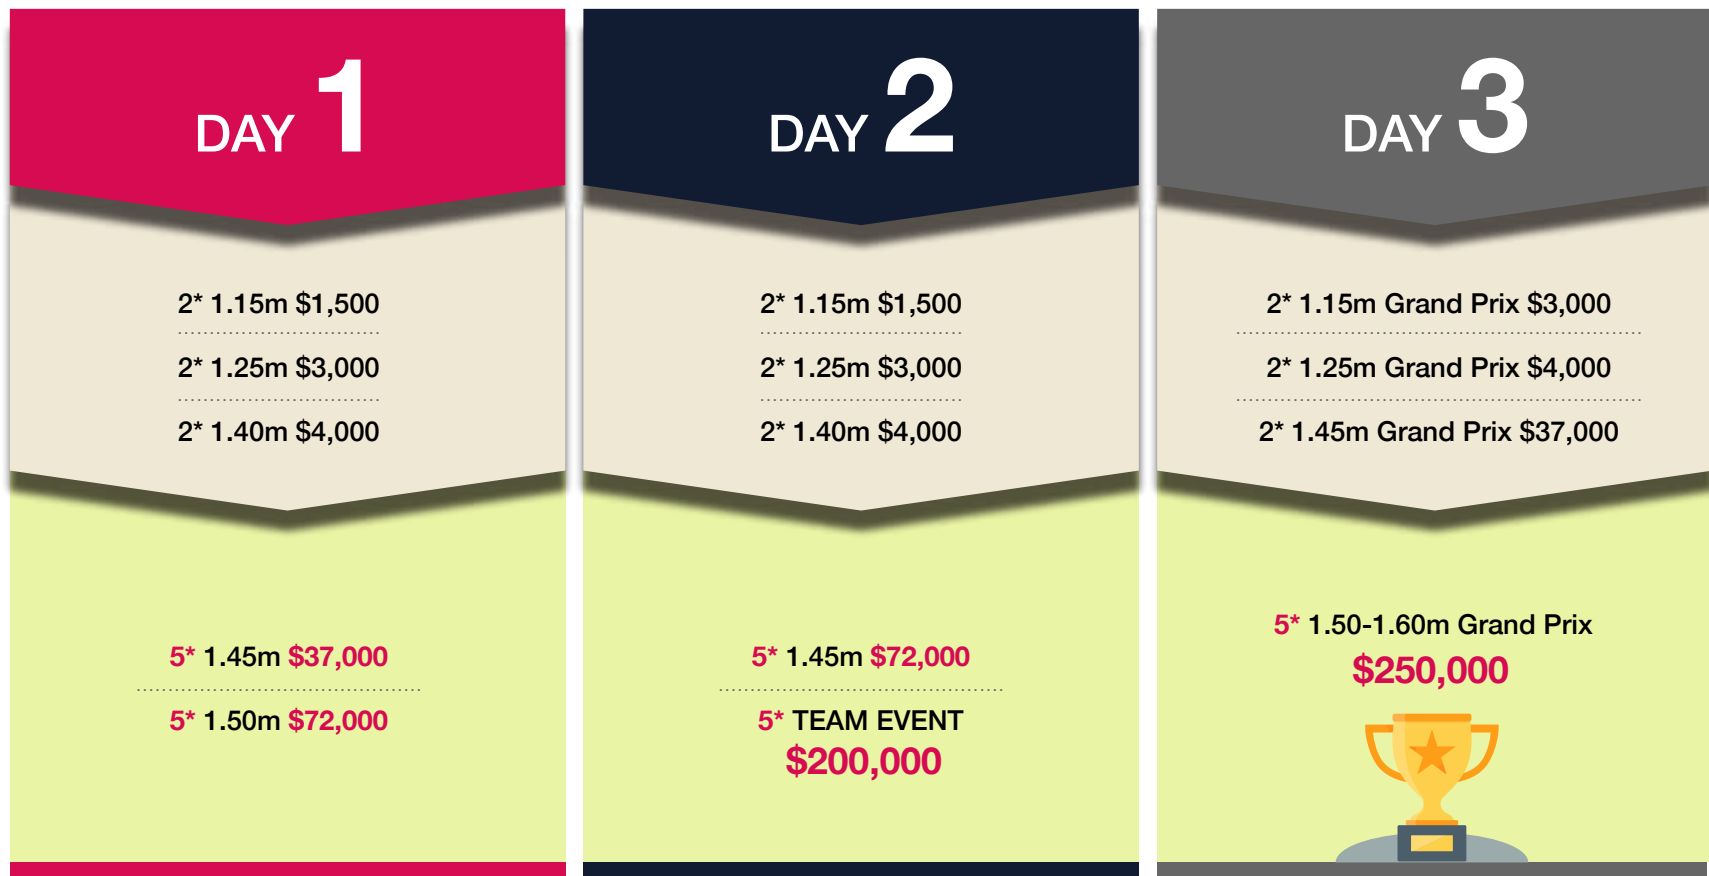 DAY 1
2* 1.15m $1,500
2* 1.25m $3,000
2* 1.40m $4,000
5* 1.45m $37,000
5* 1.50m $72,000
DAY 2
2* 1.15m $1,500
2* 1.25m $3,000
2* 1.40m $4,000
5* 1.45m $72,000
5* TEAM EVENT
$200,000
DAY 3
2* 1.15m Grand Prix $3,000
2* 1.25m Grand Prix $4,000
2* 1.45m Grand Prix $37,000
5* 1.50-1.60m Grand Prix
$250,000